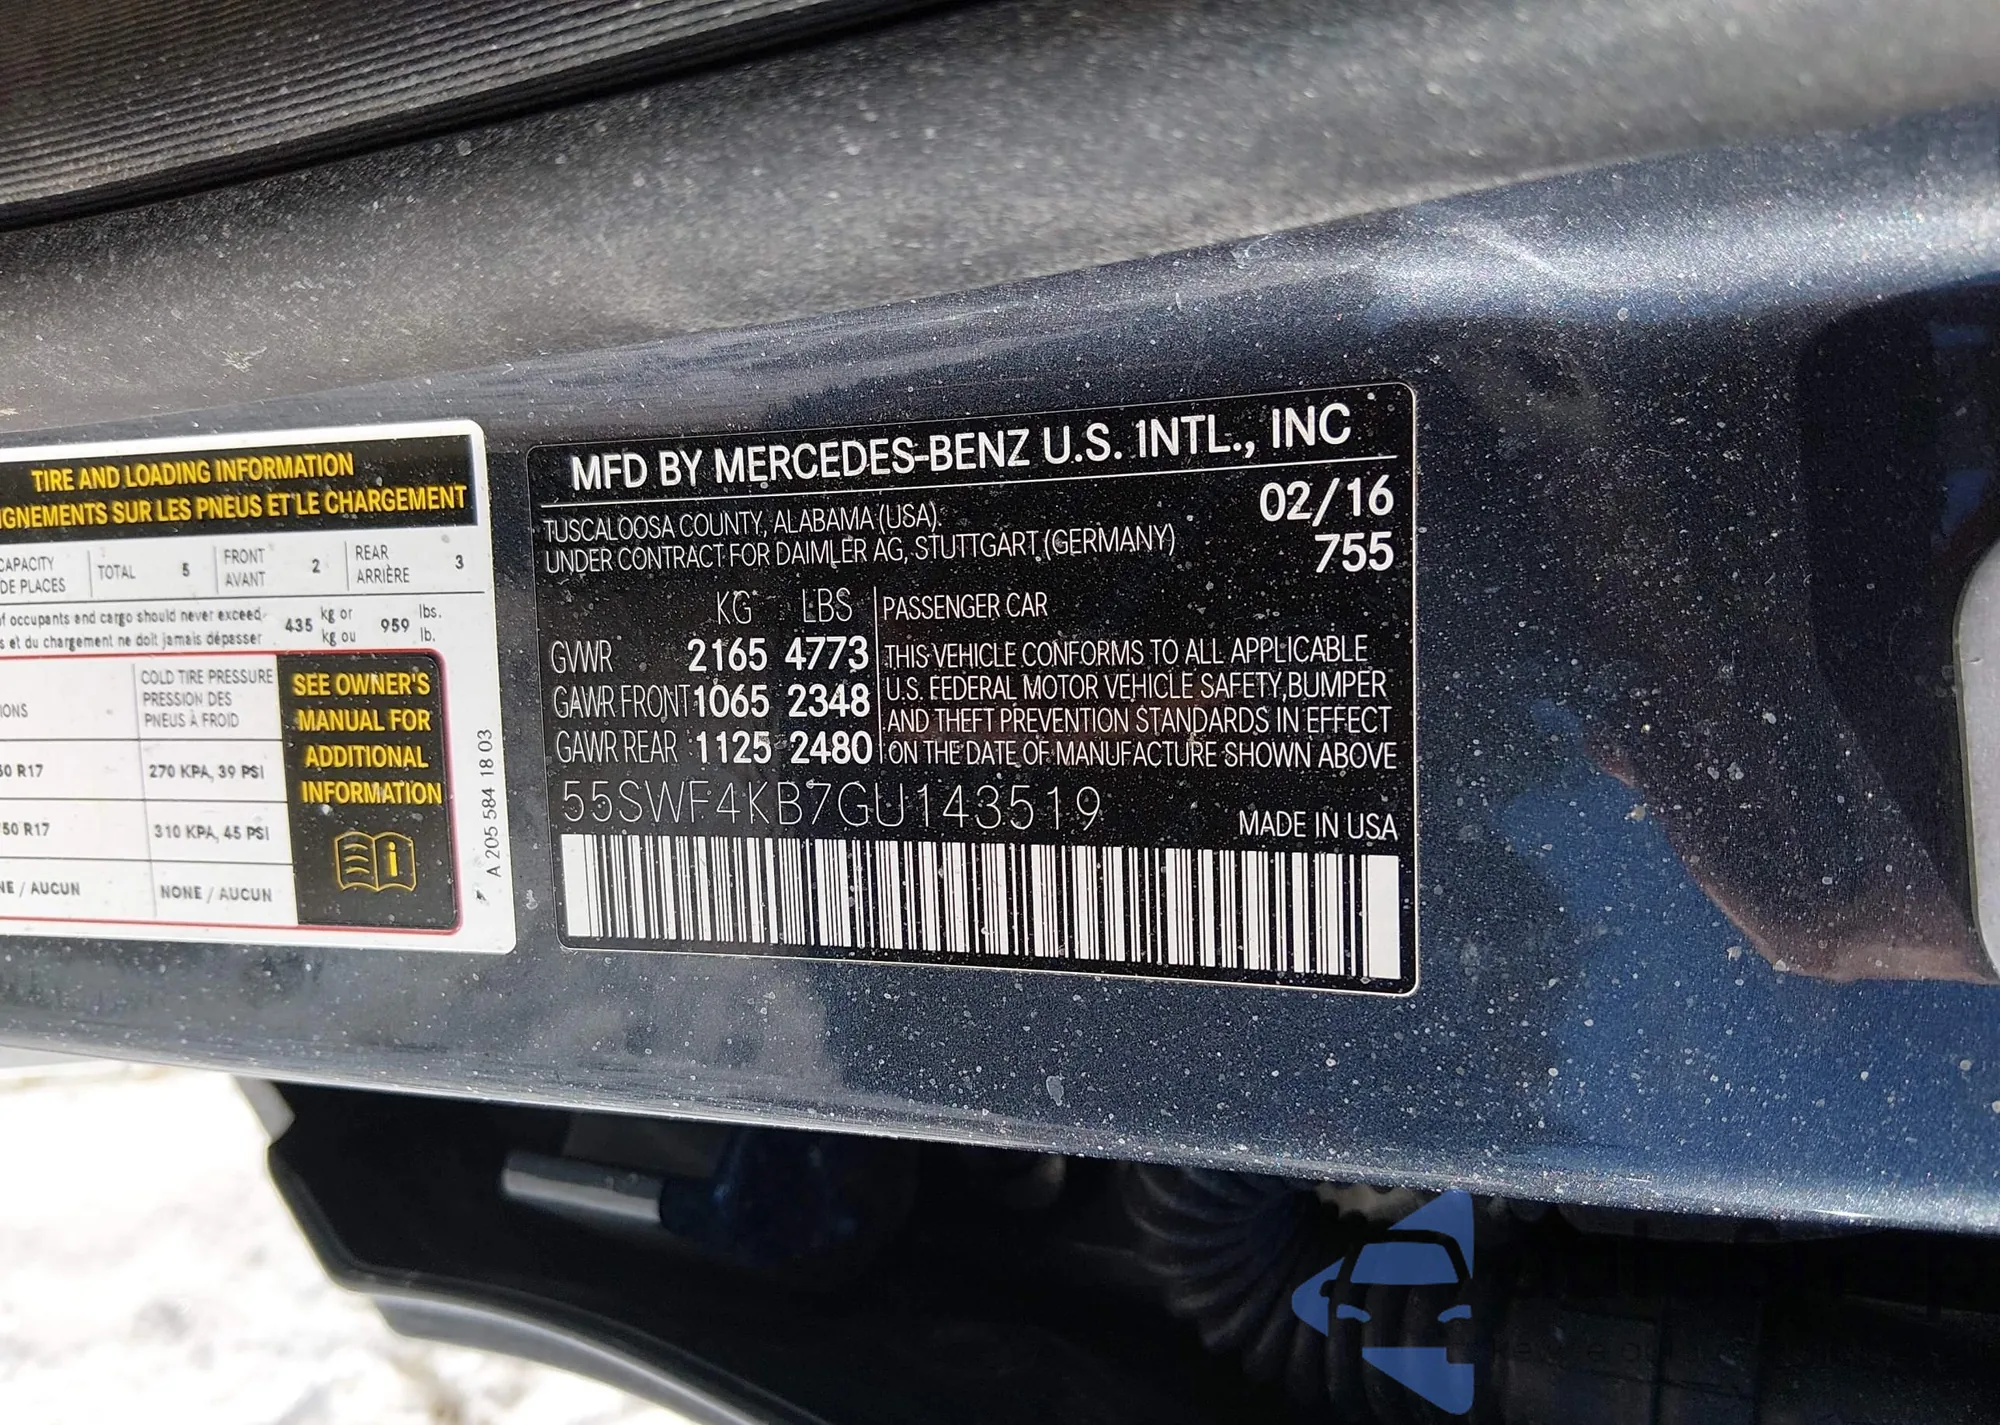 TIRE AND LOADING INFORMATION
IGNEMENTS SUR LES PNEUS ET LE CHARGEMENT
CAPACITY
DE PLACES
TOTAL 5
FRONT
AVANT
2
REAR
ARRIÈRE
3
of occupants and cargo should never exceed
s et du chargement ne doit jamais dépasser
435 kg or
kg ou
959 lbs.
lb.
IONS
COLD TIRE PRESSURE
PRESSION DES
PNEUS À FROID
50 R17
270 KPA, 39 PSI
50 R17
310 KPA, 45 PSI
NE / AUCUN
NONE / AUCUN
SEE OWNER'S
MANUAL FOR
ADDITIONAL
INFORMATION
A 205 584 18 03
MFD BY MERCEDES-BENZ U.S. INTL., INC
TUSCALOOSA COUNTY, ALABAMA (USA).
UNDER CONTRACT FOR DAIMLER AG, STUTTGART (GERMANY)
02/16
755
KG LBS
GVWR 2165 4773
GAWR FRONT 1065 2348
GAWR REAR 1125 2480
PASSENGER CAR
THIS VEHICLE CONFORMS TO ALL APPLICABLE
U.S. FEDERAL MOTOR VEHICLE SAFETY, BUMPER
AND THEFT PREVENTION STANDARDS IN EFFECT
ON THE DATE OF MANUFACTURE SHOWN ABOVE
55SWF4KB7GU143519
MADE IN USA